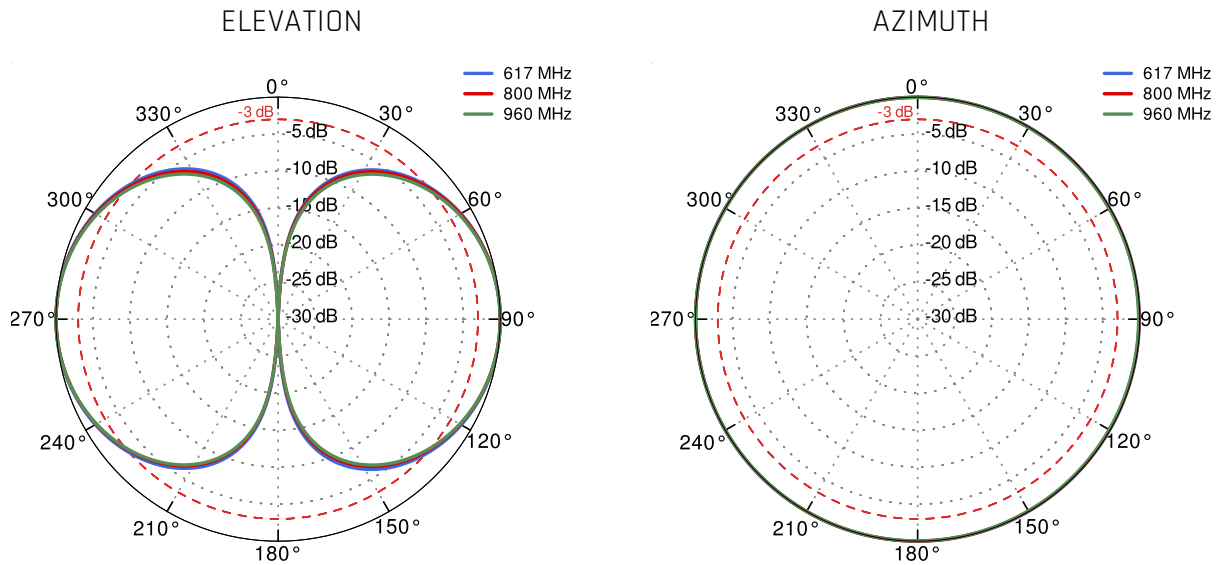 ELEVATION
617 MHz
800 MHz
960 MHz
0°
30°
60°
90°
120°
150°
180°
210°
240°
270°
300°
330°
-3 dB
-5 dB
-10 dB
-15 dB
-20 dB
-25 dB
-30 dB
AZIMUTH
617 MHz
800 MHz
960 MHz
0°
30°
60°
90°
120°
150°
180°
210°
240°
270°
300°
330°
-3 dB
-5 dB
-10 dB
-15 dB
-20 dB
-25 dB
-30 dB